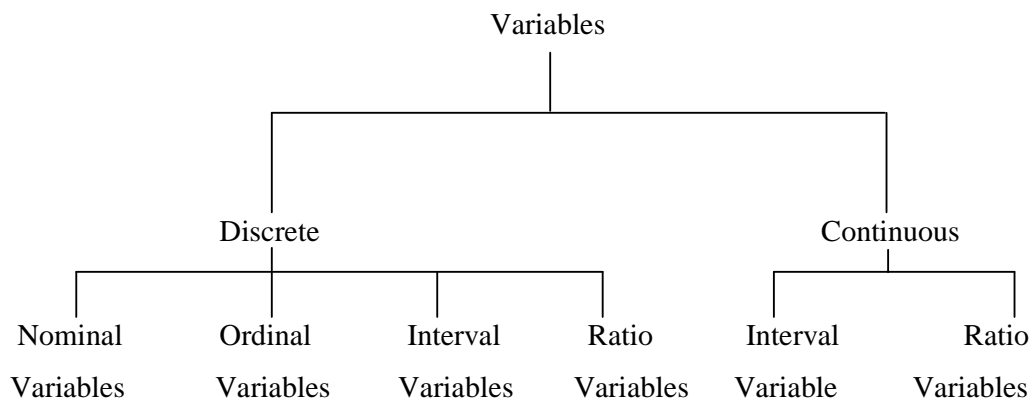 Variables
Discrete Continuous
Nominal Ordinal Interval Ratio Interval Ratio
Variables Variables Variables Variables Variable Variables